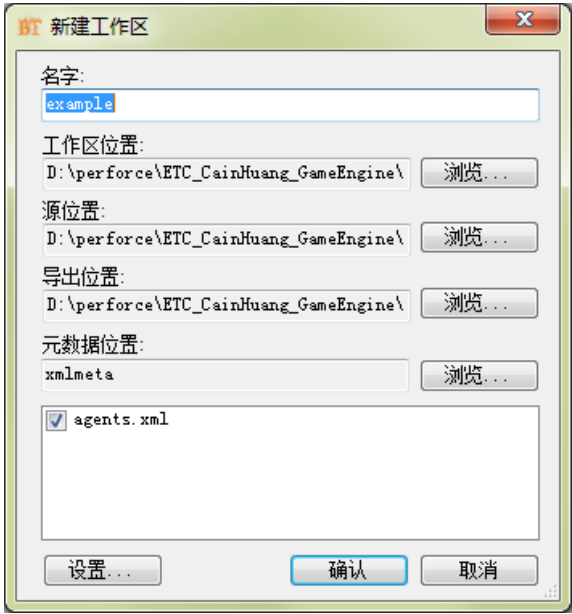 BT 新建工作区
名字:
example
工作区位置:
D:\perforce\ETC_CainHuang_GameEngine\ 浏览...
源位置:
D:\perforce\ETC_CainHuang_GameEngine\ 浏览...
导出位置:
D:\perforce\ETC_CainHuang_GameEngine\ 浏览...
元数据位置:
xmlmeta 浏览...
agents.xml
设置... 确认 取消